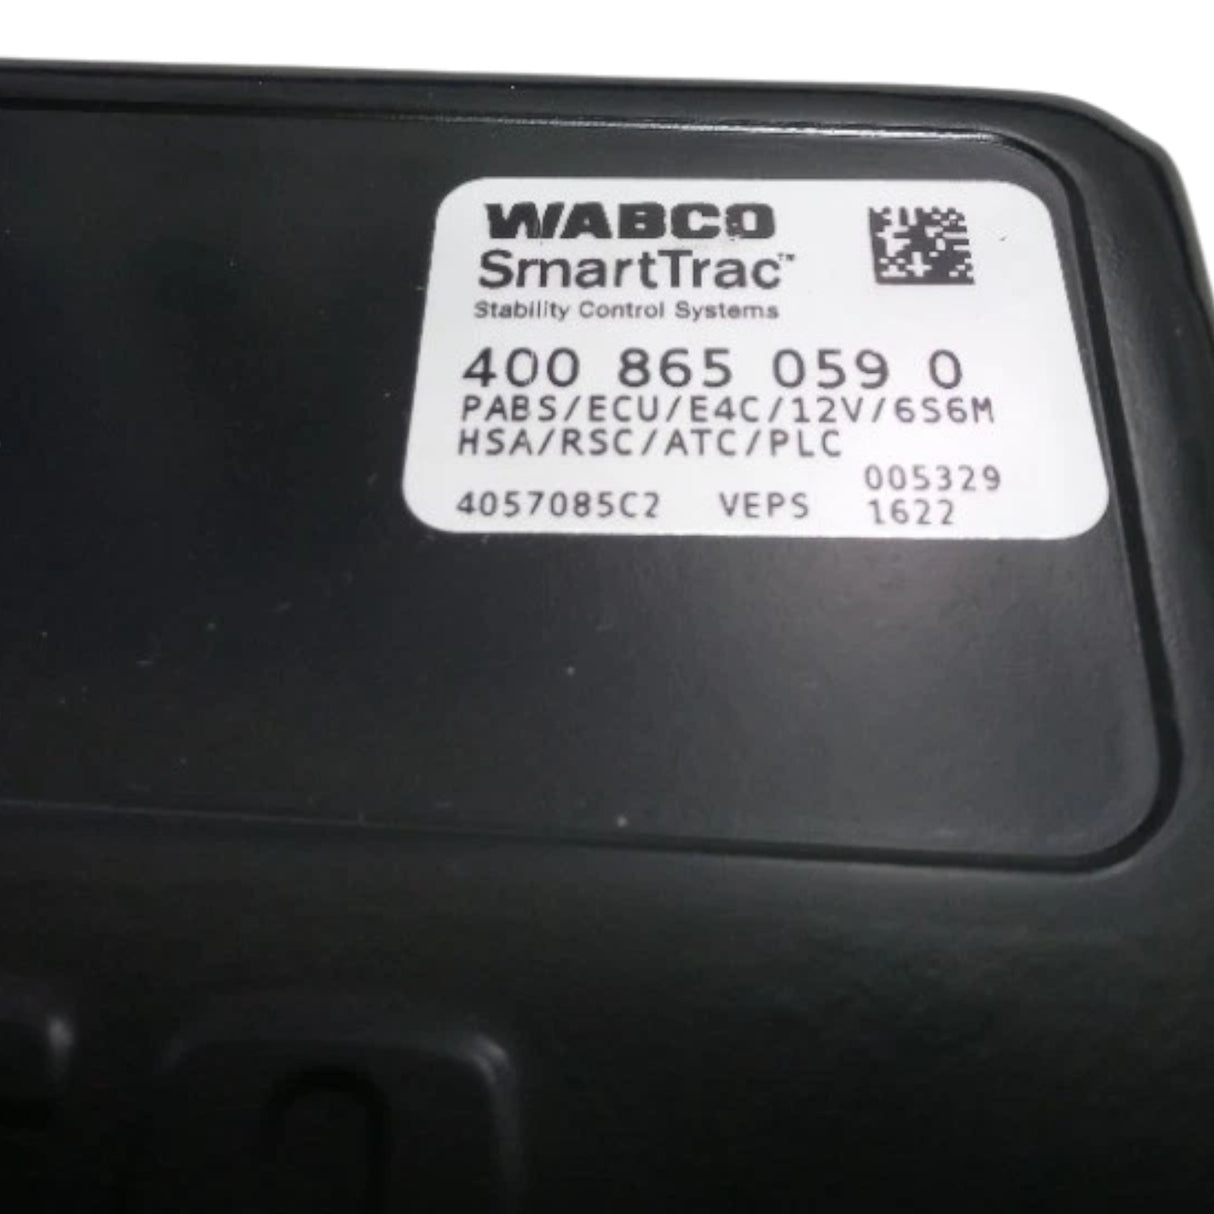 WABCO
SmartTrac™
Stability Control Systems
400 865 059 0
PABS/ECU/E4C/12V/6S6M
HSA/RSC/ATC/PLC
005329
4057085C2 VEPS 1622